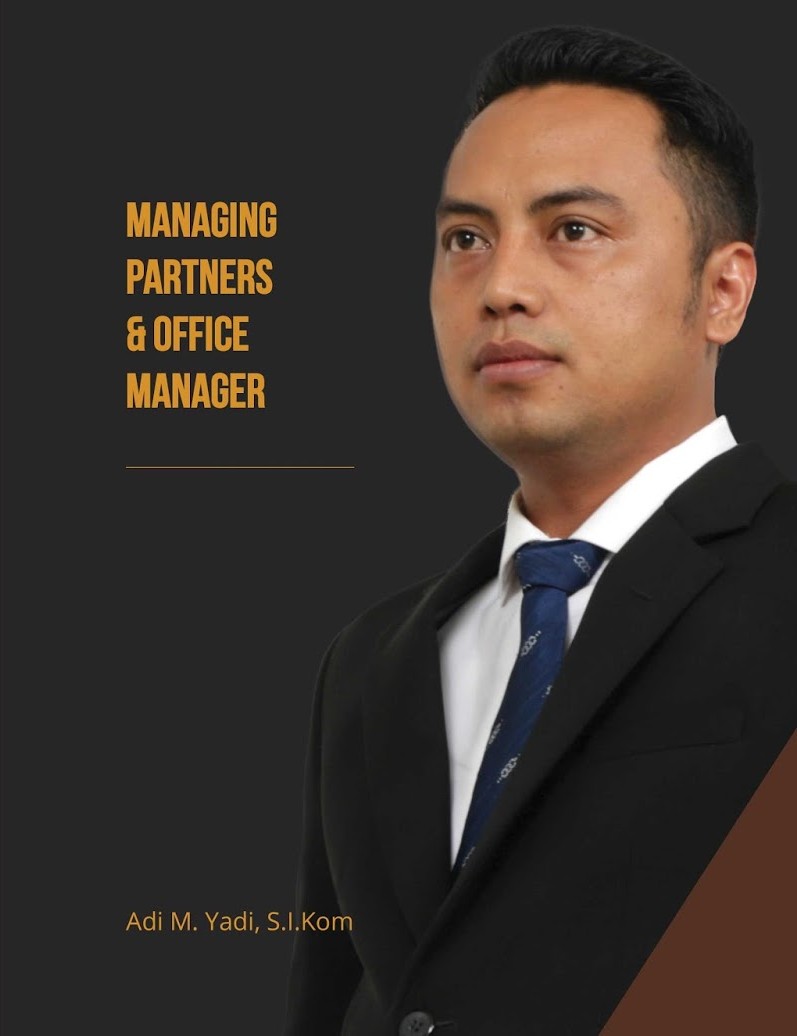 MANAGING
PARTNERS
& OFFICE
MANAGER
Adi M. Yadi, S.I.Kom